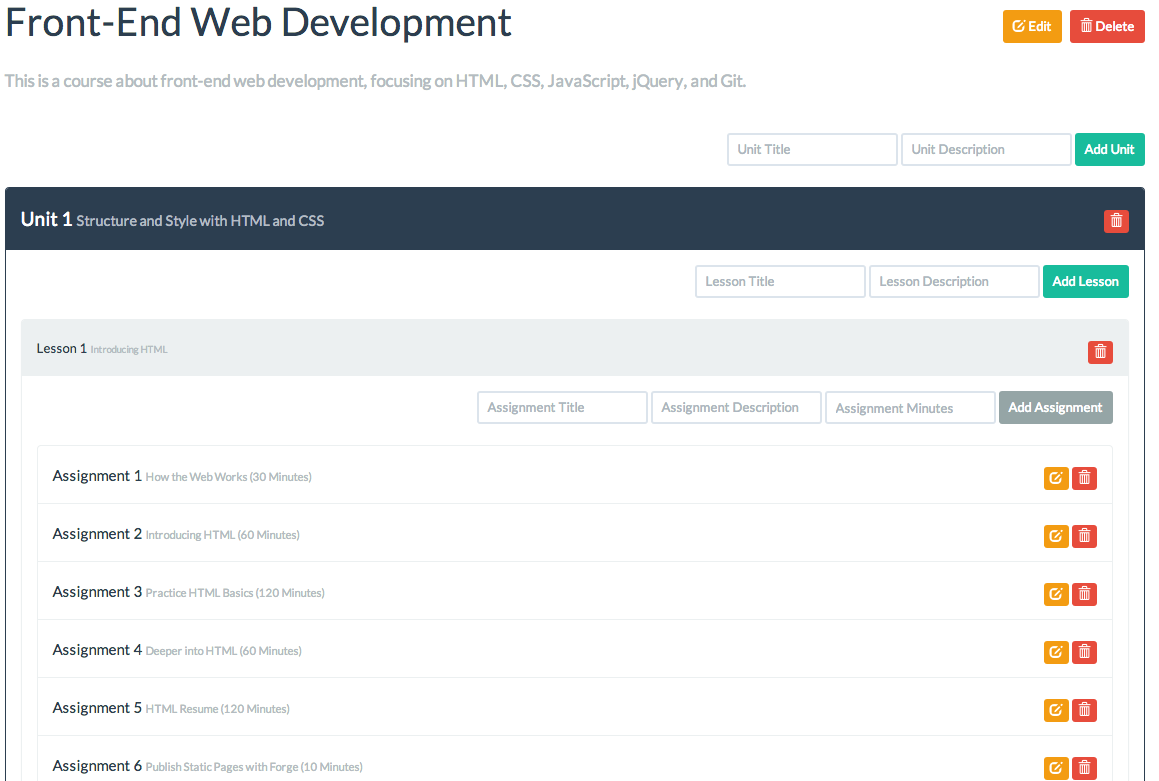 Front-End Web Development
Edit Delete
This is a course about front-end web development, focusing on HTML, CSS, JavaScript, jQuery, and Git.
Unit Title Unit Description Add Unit
Unit 1 Structure and Style with HTML and CSS
Lesson Title Lesson Description Add Lesson
Lesson 1 Introducing HTML
Assignment Title Assignment Description Assignment Minutes Add Assignment
Assignment 1 How the Web Works (30 Minutes)
Assignment 2 Introducing HTML (60 Minutes)
Assignment 3 Practice HTML Basics (120 Minutes)
Assignment 4 Deeper into HTML (60 Minutes)
Assignment 5 HTML Resume (120 Minutes)
Assignment 6 Publish Static Pages with Forge (10 Minutes)